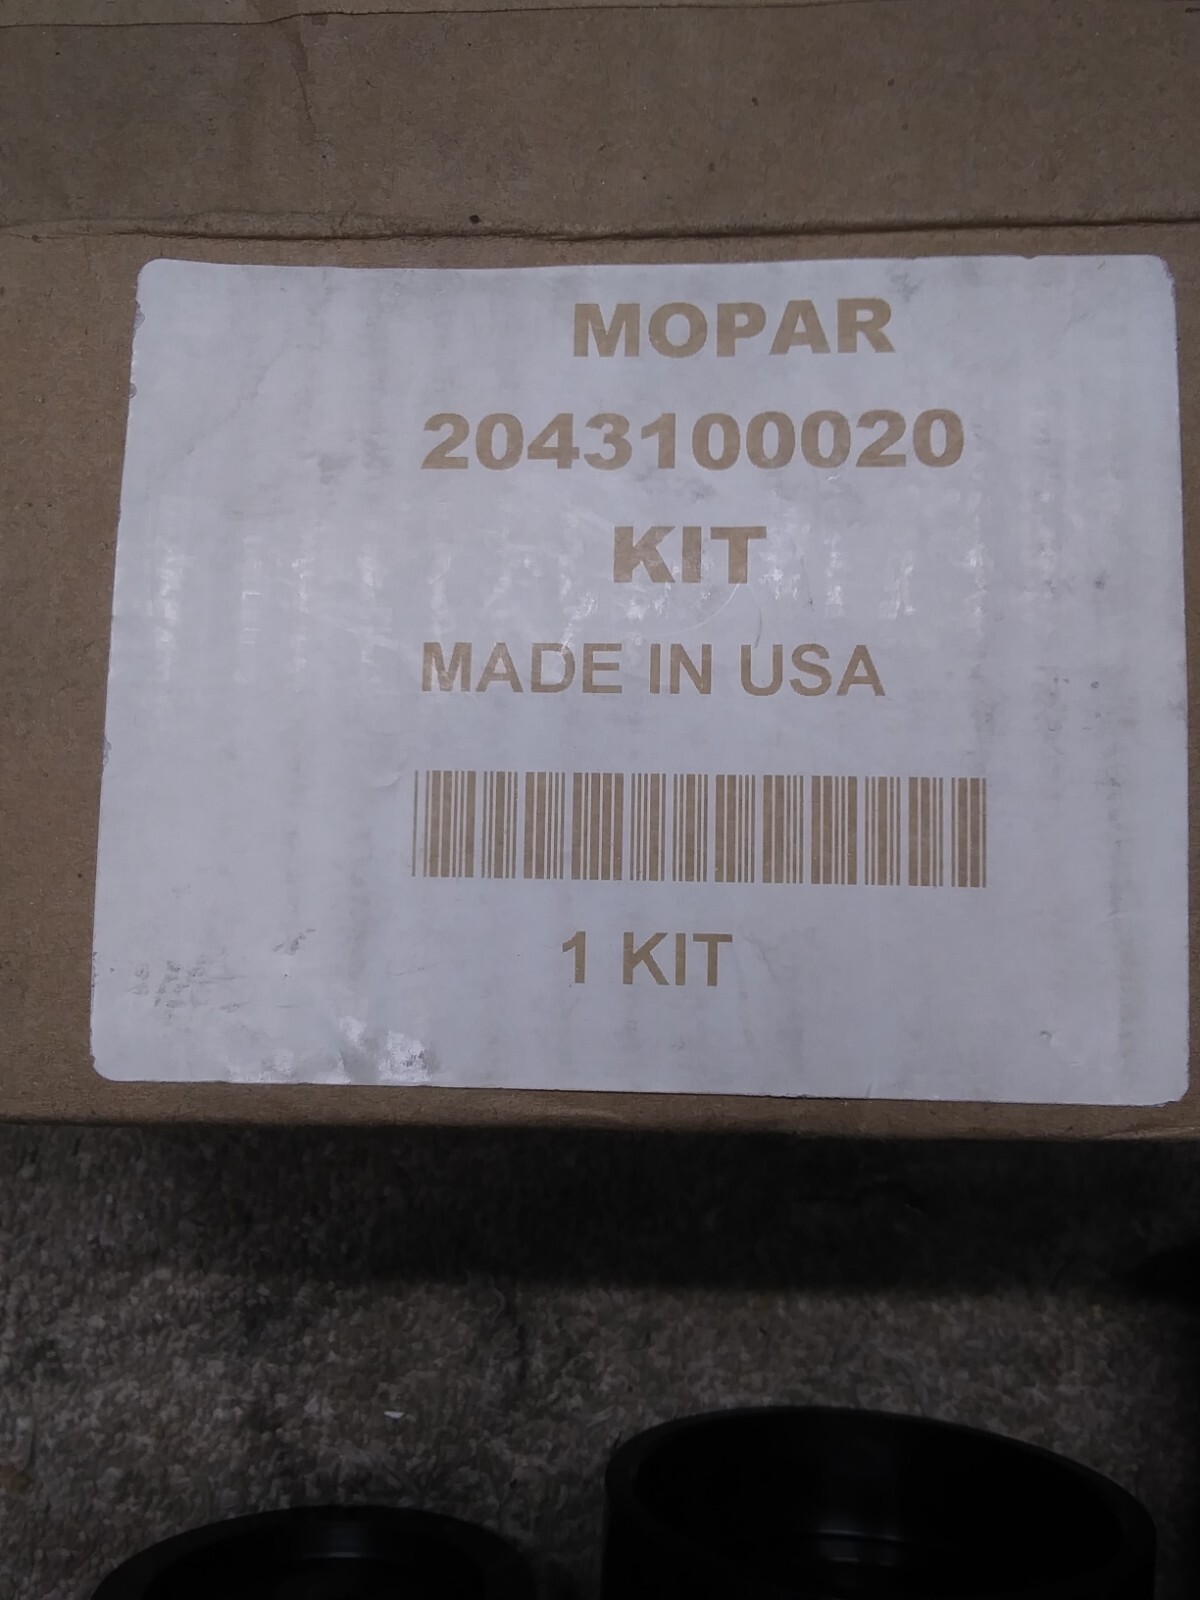 MOPAR
2043100020
KIT
MADE IN USA
1 KIT